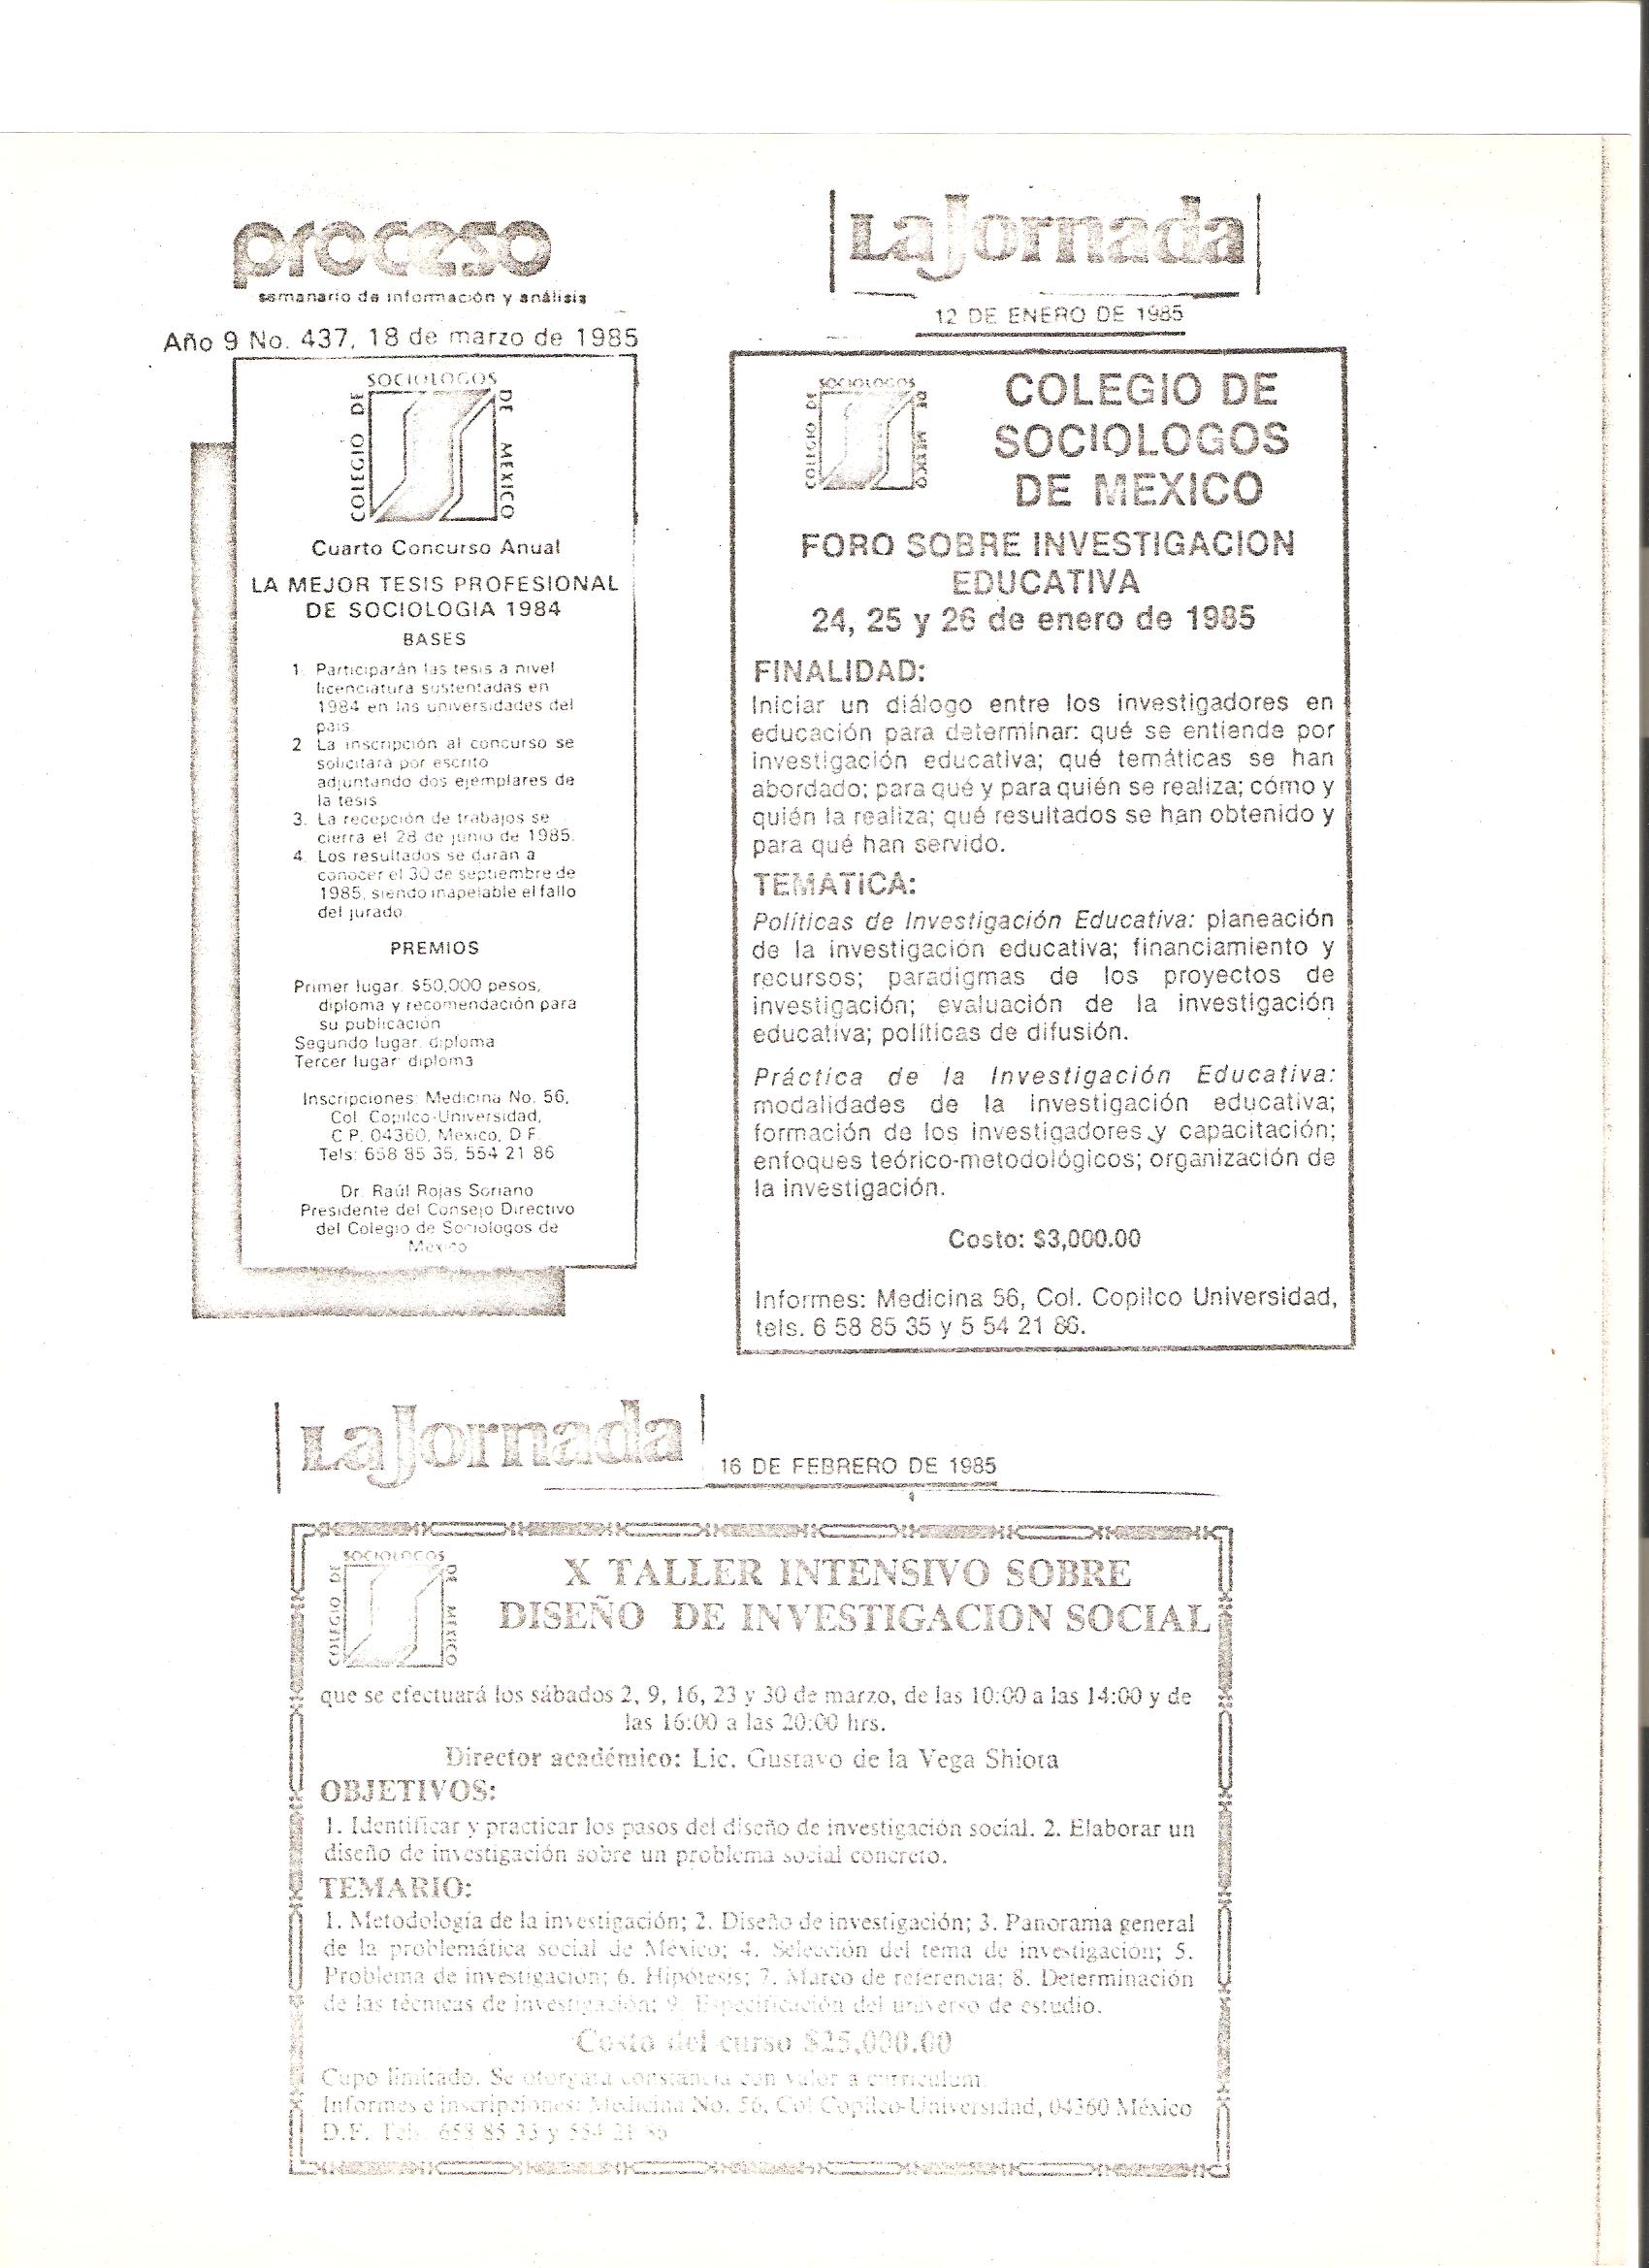 proceso
semanario de información y análisis
Año 9 No. 437, 18 de marzo de 1985
SOCIOLOGOS
COLEGIO DE
DE MEXICO
Cuarto Concurso Anual
LA MEJOR TESIS PROFESIONAL
DE SOCIOLOGIA 1984
BASES
1. Participarán las tesis a nivel
licenciatura sustentadas en
1984 en las universidades del
país.
2 La inscripción al concurso se
solicitará por escrito
adjuntando dos ejemplares de
la tesis
3. La recepción de trabajos se
cierra el 28 de junio de 1985.
4. Los resultados se darán a
conocer el 30 de septiembre de
1985, siendo inapelable el fallo
del jurado.
PREMIOS
Primer lugar: $50,000 pesos,
diploma y recomendación para
su publicación
Segundo lugar: diploma
Tercer lugar: diploma
Inscripciones: Medicina No. 56,
Col. Copilco-Universidad,
C.P. 04360, México, D.F.
Tels: 658 85 35, 554 21 86
Dr. Raúl Rojas Soriano
Presidente del Consejo Directivo
del Colegio de Sociologos de
México
La Jornada
12 DE ENERO DE 1985
SOCIOLOGOS
COLEGIO DE
DE MEXICO
COLEGIO DE
SOCIOLOGOS
DE MEXICO
FORO SOBRE INVESTIGACION
EDUCATIVA
24, 25 y 26 de enero de 1985
FINALIDAD:
Iniciar un diálogo entre los investigadores en
educación para determinar: qué se entiende por
investigación educativa; qué temáticas se han
abordado; para qué y para quién se realiza; cómo y
quién la realiza; qué resultados se han obtenido y
para qué han servido.
TEMATICA:
Políticas de Investigación Educativa: planeación
de la investigación educativa; financiamiento y
recursos; paradigmas de los proyectos de
investigación; evaluación de la investigación
educativa; políticas de difusión.
Práctica de la Investigación Educativa:
modalidades de la investigación educativa;
formación de los investigadores y capacitación;
enfoques teórico-metodológicos; organización de
la investigación.
Costo: $3,000.00
Informes: Medicina 56, Col. Copilco Universidad,
tels. 6 58 85 35 y 5 54 21 86.
La Jornada
16 DE FEBRERO DE 1985
SOCIOLOGOS
COLEGIO DE
DE MEXICO
X TALLER INTENSIVO SOBRE
DISEÑO DE INVESTIGACION SOCIAL
que se efectuará los sábados 2, 9, 16, 23 y 30 de marzo, de las 10:00 a las 14:00 y de
las 16:00 a las 20:00 hrs.
Director académico: Lic. Gustavo de la Vega Shiota
OBJETIVOS:
1. Identificar y practicar los pasos del diseño de investigación social. 2. Elaborar un
diseño de investigación sobre un problema social concreto.
TEMARIO:
1. Metodología de la investigación; 2. Diseño de investigación; 3. Panorama general
de la problemática social de México; 4. Selección del tema de investigación; 5.
Problema de investigación; 6. Hipótesis; 7. Marco de referencia; 8. Determinación
de las técnicas de investigación; 9. Especificación del universo de estudio.
Costo del curso $25,000.00
Cupo limitado. Se otorgará constancia con valor a curriculum.
Informes e inscripciones: Medicina No. 56, Col Copilco-Universidad, 04360 México
D.F. Tels. 658 85 35 y 554 21 86